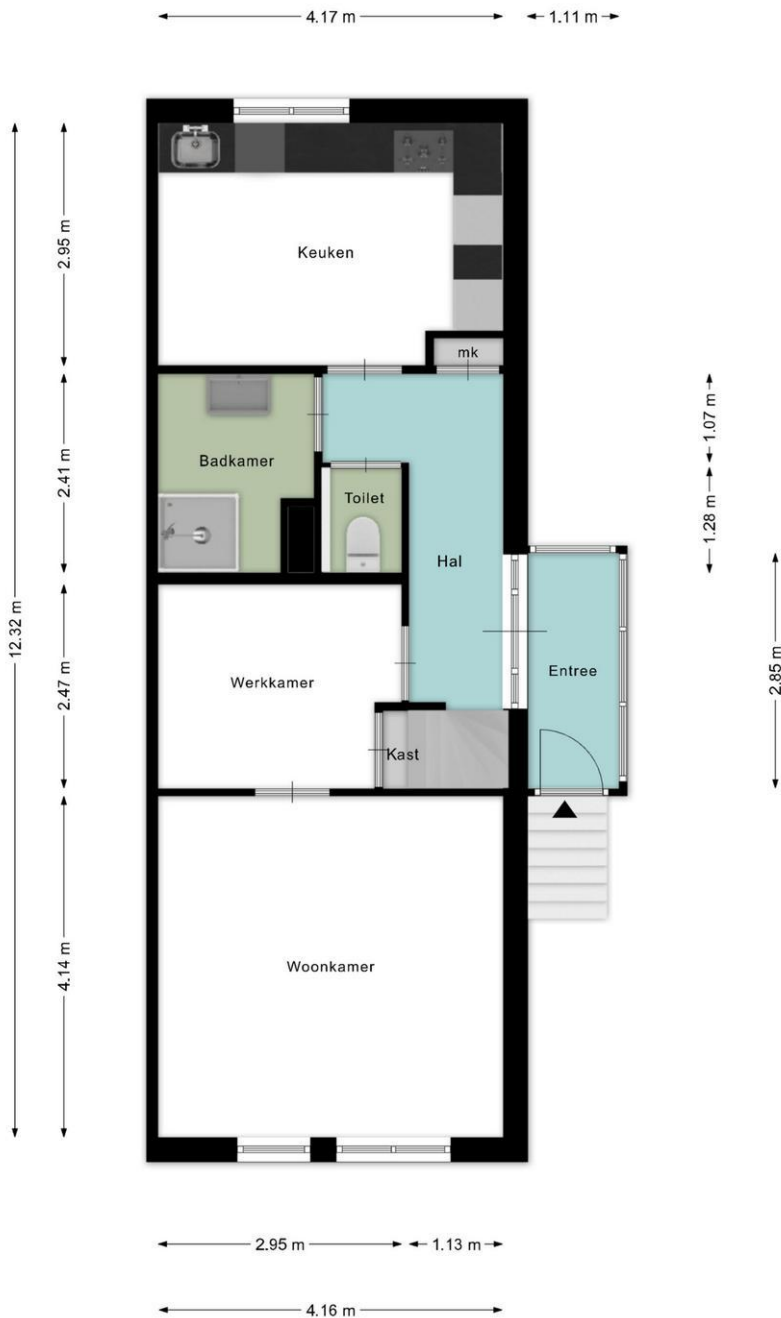 4.17 m
1.11 m
2.95 m
Keuken
mk
1.07 m
2.41 m
Badkamer
Toilet
1.28 m
Hal
12.32 m
2.47 m
Werkkamer
Entree
2.85 m
Kast
4.14 m
Woonkamer
2.95 m
1.13 m
4.16 m